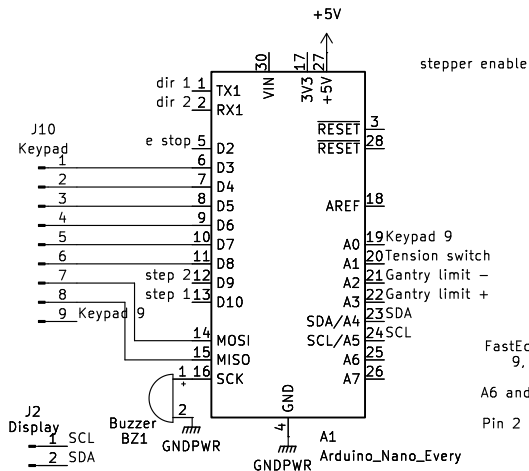 +5V
stepper enable
30
17
27
VIN
3V3
+5V
dir 1 1 TX1
dir 2 2 RX1
RESET 3
RESET 28
e stop 5 D2
J10
Keypad
1 6 D3
2 7 D4
3 8 D5
AREF 18
4 9 D6
5 10 D7
A0 19 Keypad 9
6 11 D8
A1 20 Tension switch
7 step 2 12 D9
A2 21 Gantry limit -
8 step 1 13 D10
A3 22 Gantry limit +
9 Keypad 9
SDA/A4 23 SDA
14 MOSI
SCL/A5 24 SCL
15 MISO
A6 25
FastEc
9,
1 16 SCK
A7 26
+
A6 and
2
GND
4
Pin 2
Buzzer
BZ1
GNDPWR
GNDPWR
A1
Arduino_Nano_Every
J2
Display
1 SCL
2 SDA